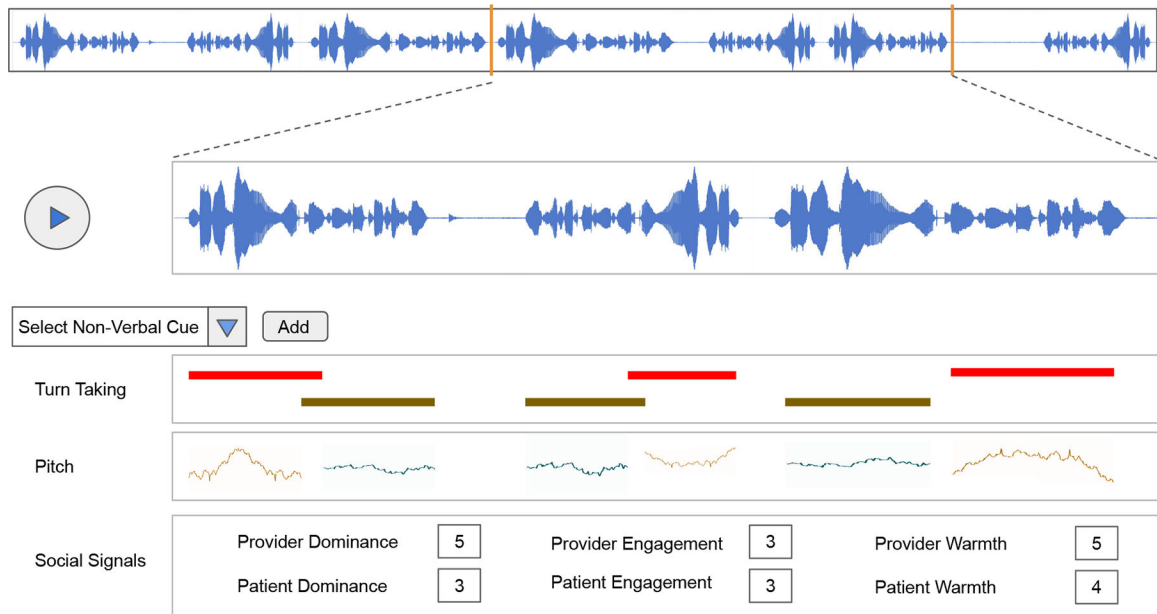 Select Non-Verbal Cue
Add
Turn Taking
Pitch
Social Signals
Provider Dominance 5
Provider Engagement 3
Provider Warmth 5
Patient Dominance 3
Patient Engagement 3
Patient Warmth 4